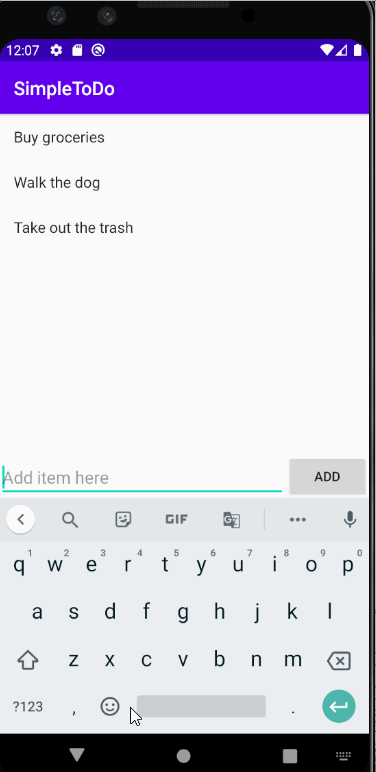 12:07
SimpleToDo
Buy groceries
Walk the dog
Take out the trash
Add item here ADD
GIF G
1 2 3 4 5 6 7 8 9 0
q w e r t y u i o p
a s d f g h j k l
z x c v b n m
?123 , .